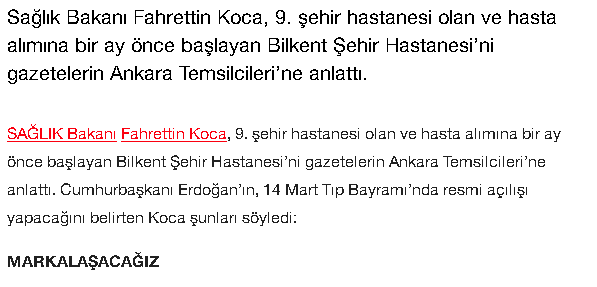 Sağlık Bakanı Fahrettin Koca, 9. şehir hastanesi olan ve hasta
alımına bir ay önce başlayan Bilkent Şehir Hastanesi'ni
gazetelerin Ankara Temsilcileri'ne anlattı.
SAĞLIK Bakanı Fahrettin Koca, 9. şehir hastanesi olan ve hasta alımına bir ay
önce başlayan Bilkent Şehir Hastanesi'ni gazetelerin Ankara Temsilcileri'ne
anlattı. Cumhurbaşkanı Erdoğan'ın, 14 Mart Tıp Bayramı'nda resmi açılışı
yapacağını belirten Koca şunları söyledi:
MARKALAŞACAĞIZ